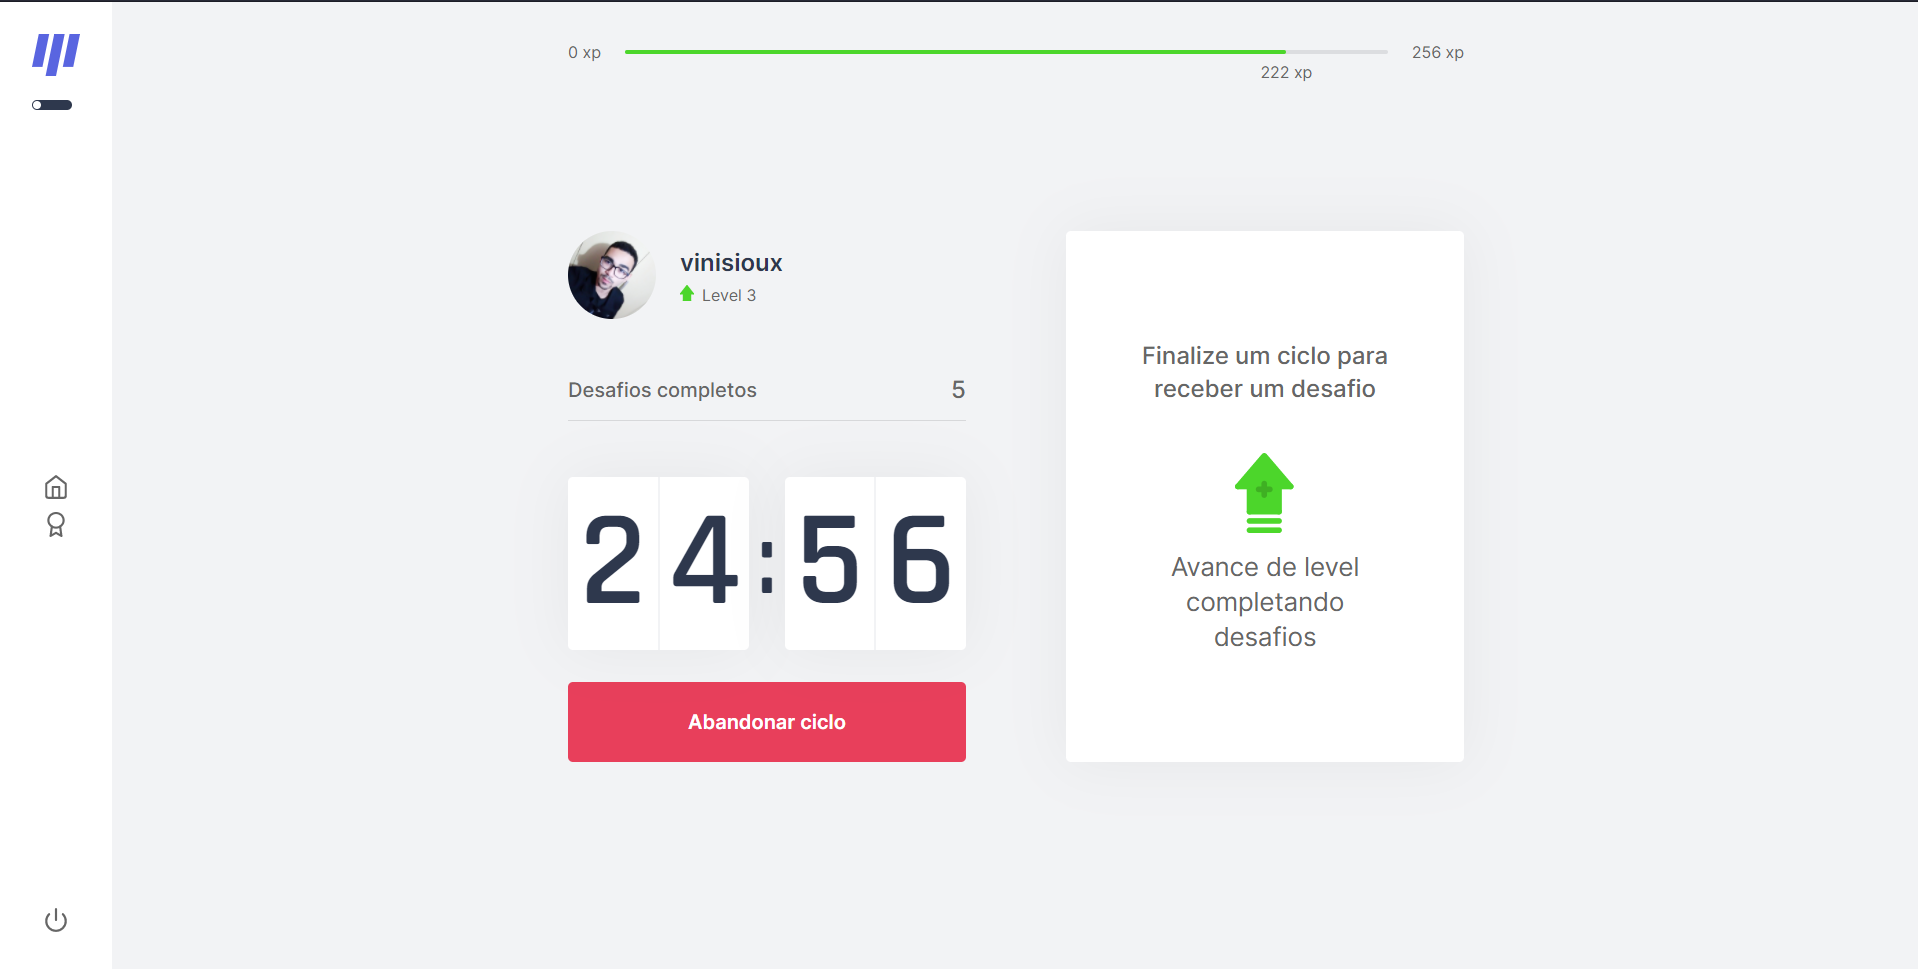 0 xp
256 xp
222 xp
vinisioux
Level 3
Desafios completos
5
24:56
Abandonar ciclo
Finalize um ciclo para
receber um desafio
Avance de level
completando
desafios